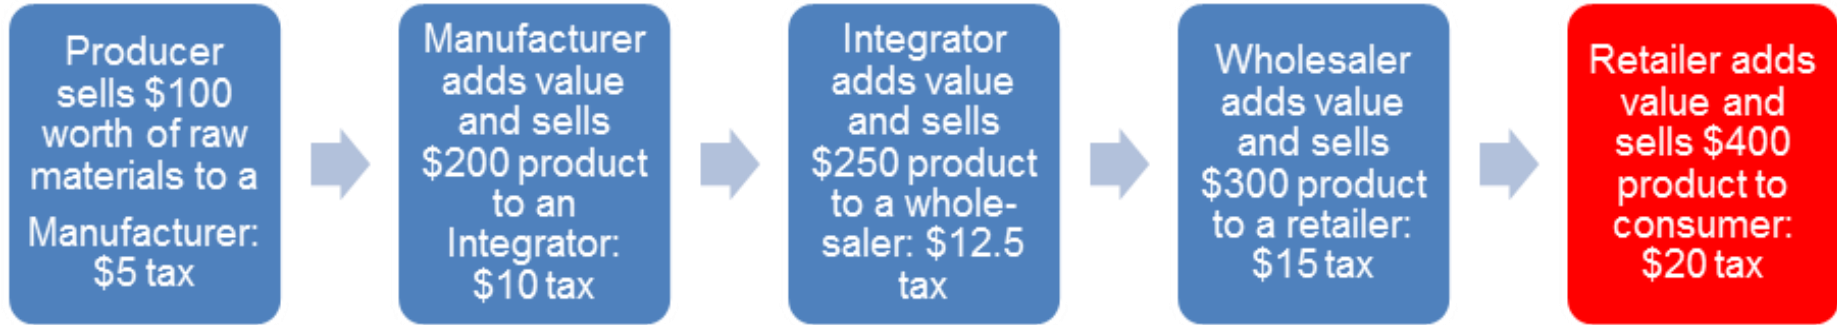 Producer
sells $100
worth of raw
materials to a
Manufacturer:
$5 tax
Manufacturer
adds value
and sells
$200 product
to an
Integrator:
$10 tax
Integrator
adds value
and sells
$250 product
to a whole-
saler: $12.5
tax
Wholesaler
adds value
and sells
$300 product
to a retailer:
$15 tax
Retailer adds
value and
sells $400
product to
consumer:
$20 tax